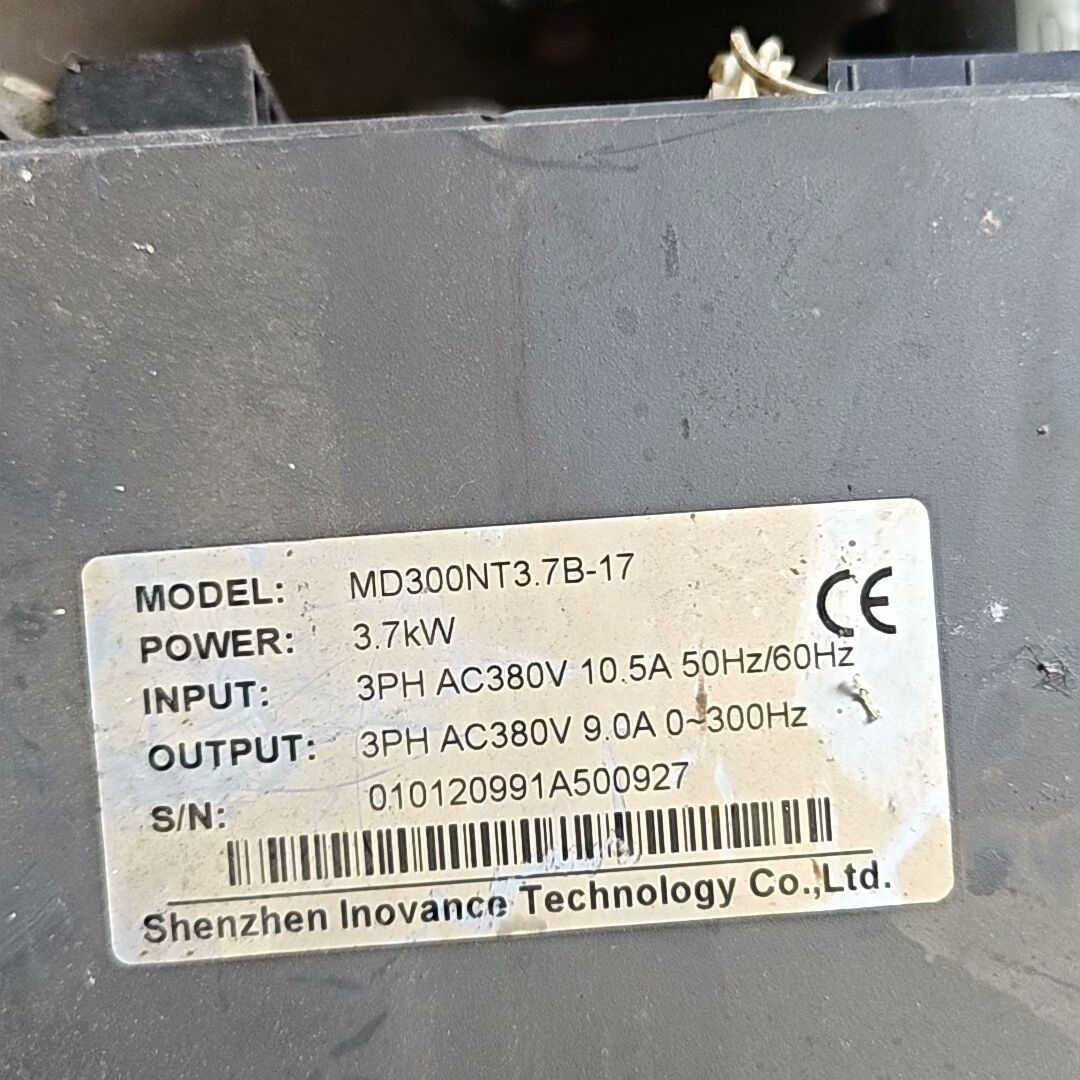 MODEL: MD300NT3.7B-17
CE
POWER: 3.7kW
INPUT: 3PH AC380V 10.5A 50Hz/60Hz
OUTPUT: 3PH AC380V 9.0A 0~300Hz
S/N: 010120991A500927
Shenzhen Inovance Technology Co.,Ltd.